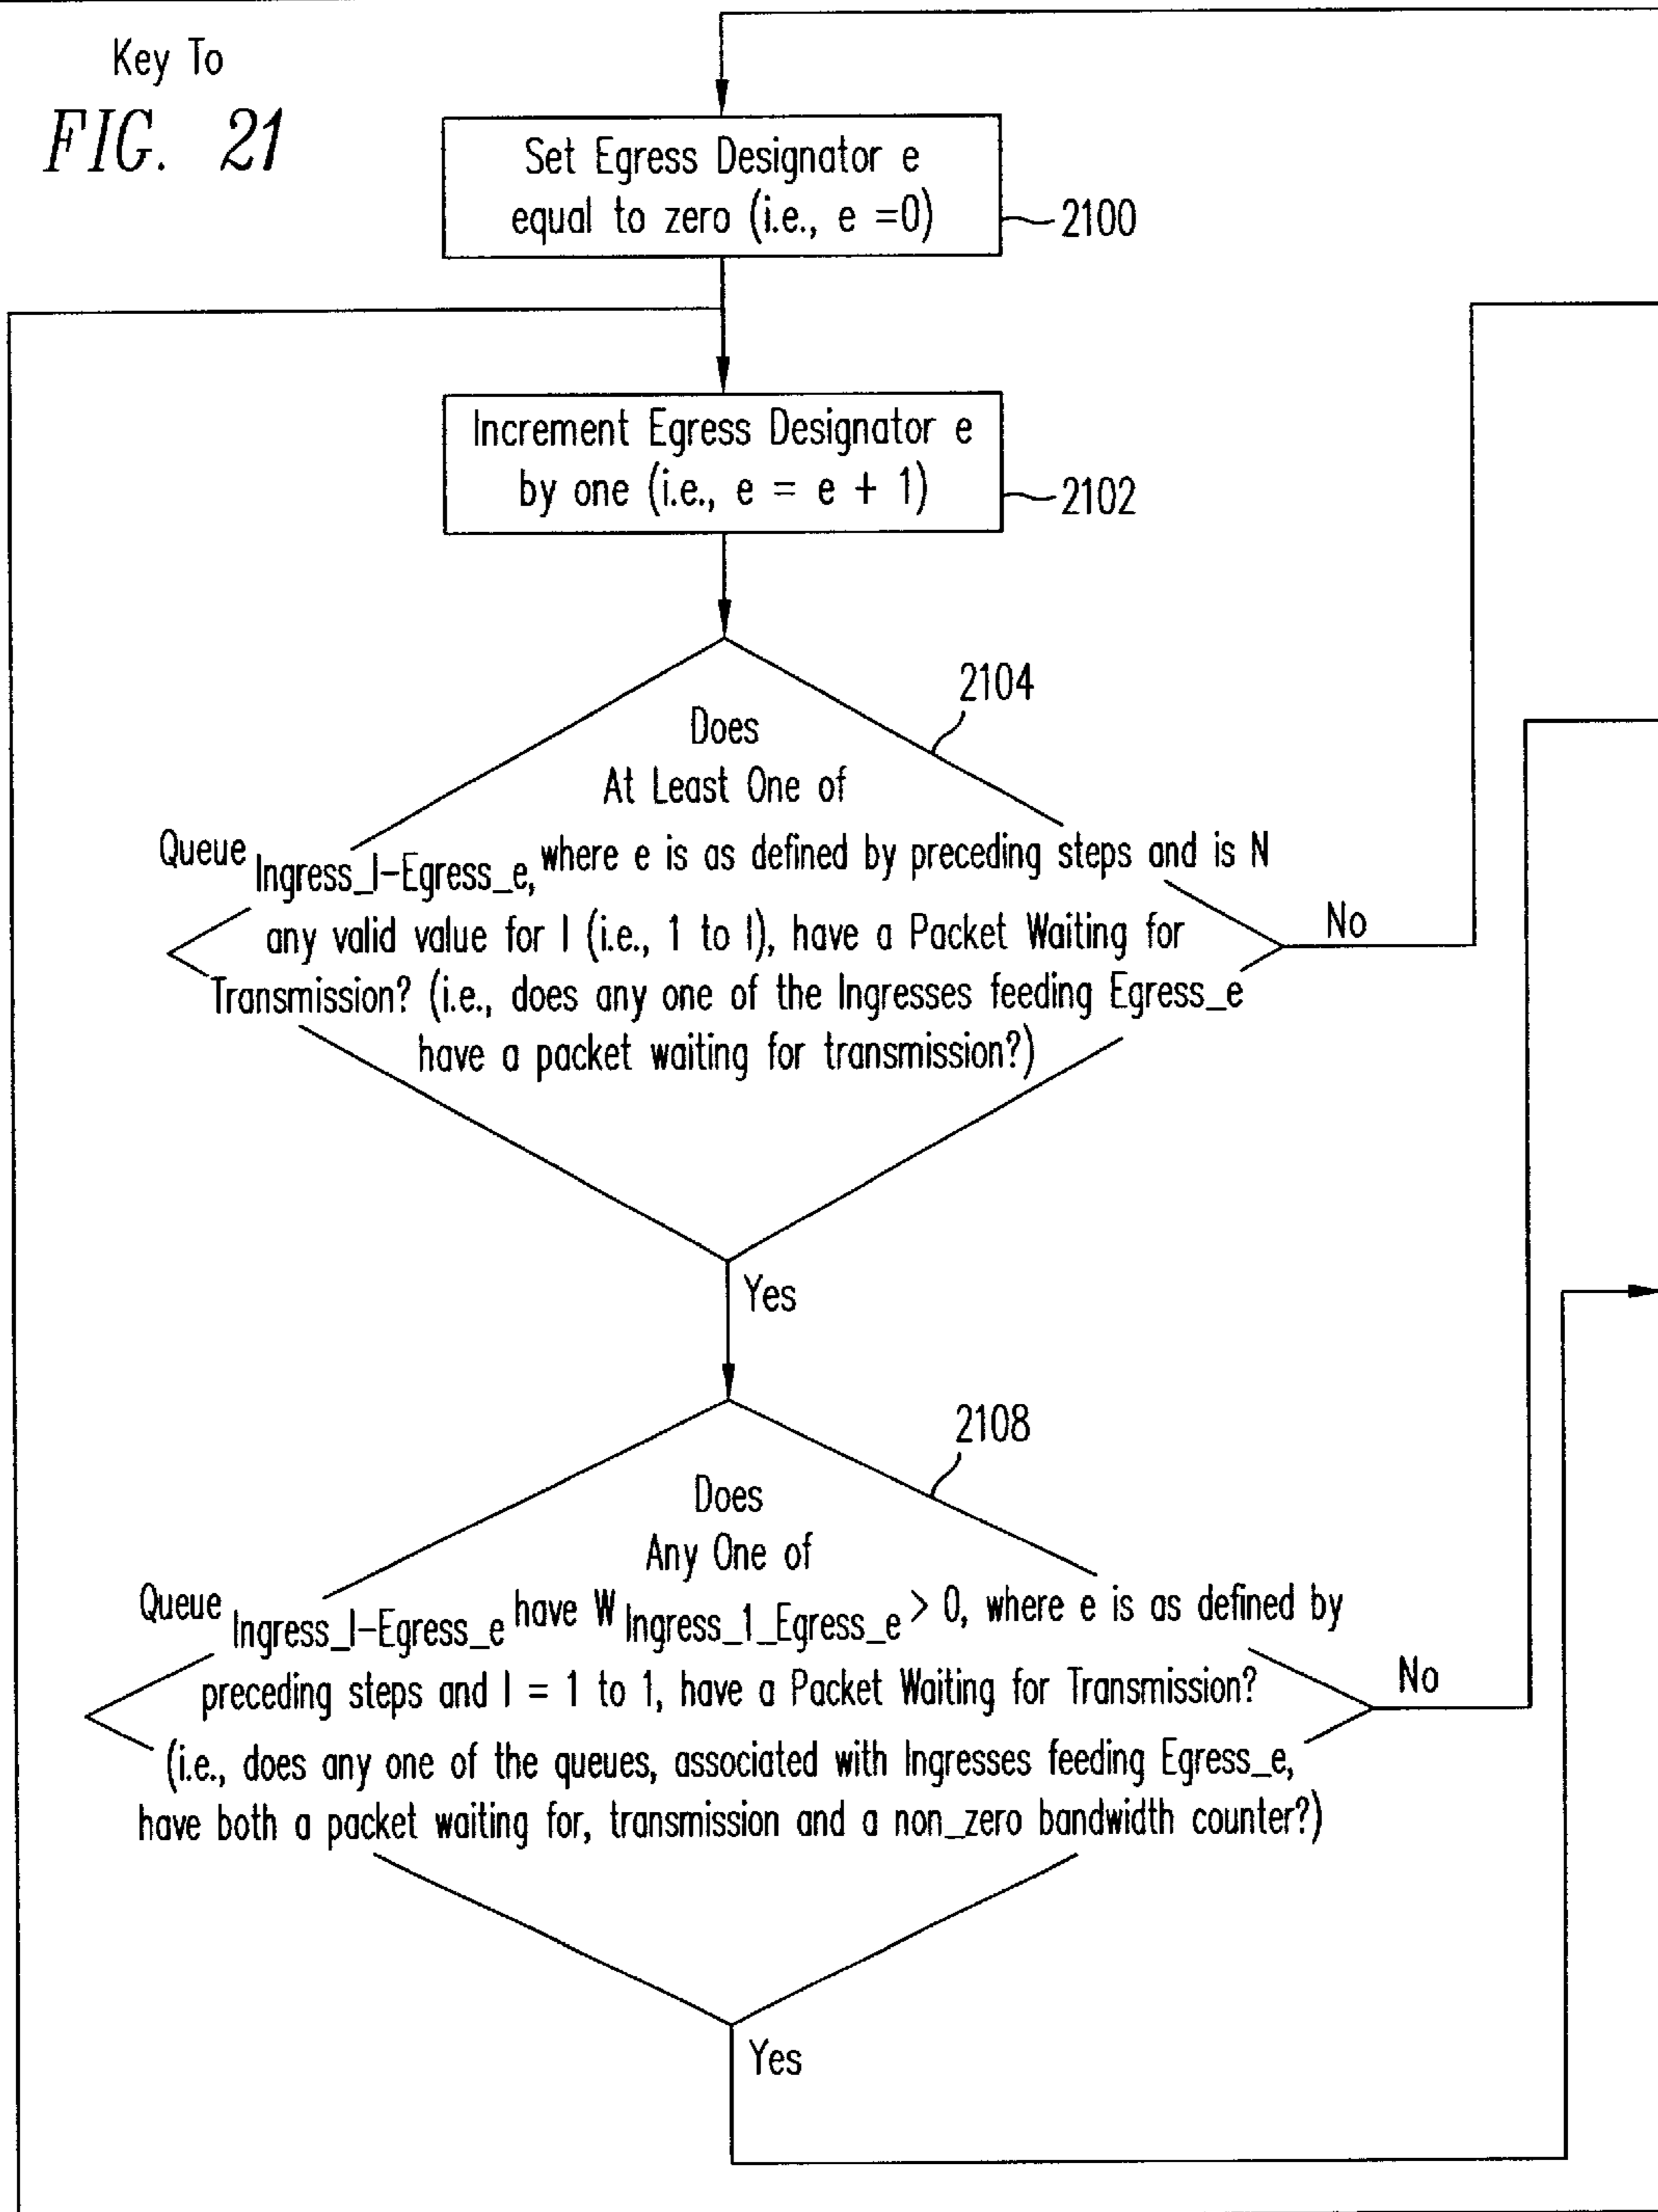 Key To
FIG. 21
Set Egress Designator e
equal to zero (i.e., e =0)
2100
Increment Egress Designator e
by one (i.e., e = e + 1)
2102
2104
Does
At Least One of
Queue Ingress_I-Egress_e, where e is as defined by preceding steps and is N
any valid value for I (i.e., 1 to I), have a Packet Waiting for
Transmission? (i.e., does any one of the Ingresses feeding Egress_e
have a packet waiting for transmission?)
No
Yes
2108
Does
Any One of
Queue Ingress_I-Egress_e have W Ingress_1_Egress_e > 0, where e is as defined by
preceding steps and I = 1 to 1, have a Packet Waiting for Transmission?
(i.e., does any one of the queues, associated with Ingresses feeding Egress_e,
have both a packet waiting for, transmission and a non_zero bandwidth counter?)
No
Yes